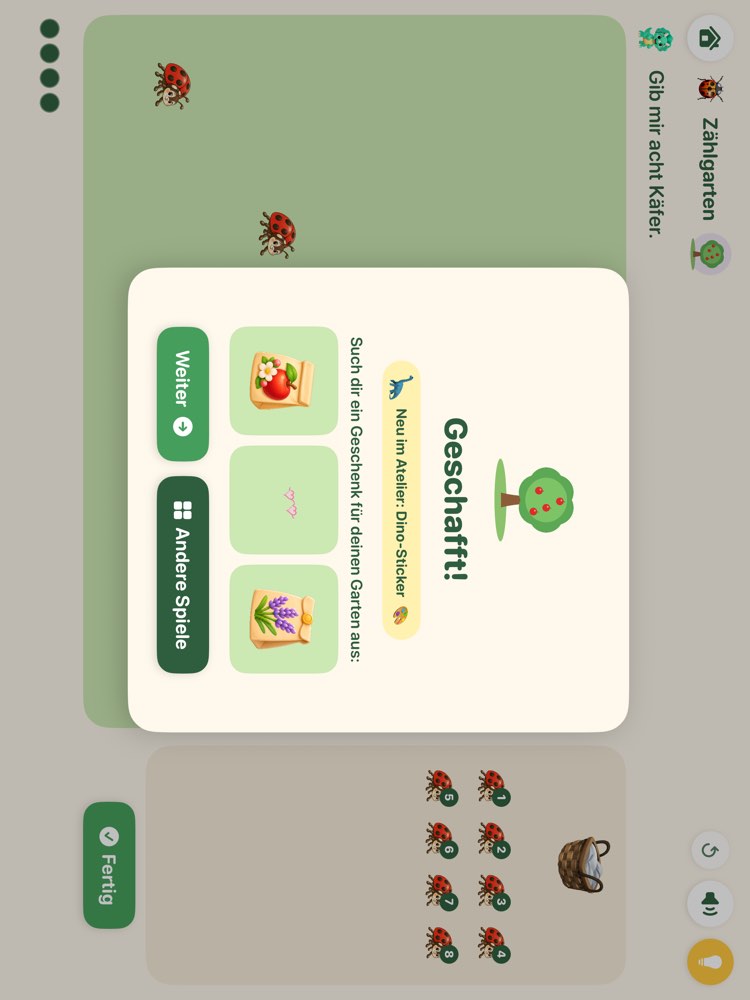 Zählgarten
Gib mir acht Käfer.
Geschafft!
Neu im Atelier: Dino-Sticker
Such dir ein Geschenk für deinen Garten aus:
Weiter
Andere Spiele
1 2 3 4
5 6 7 8
Fertig